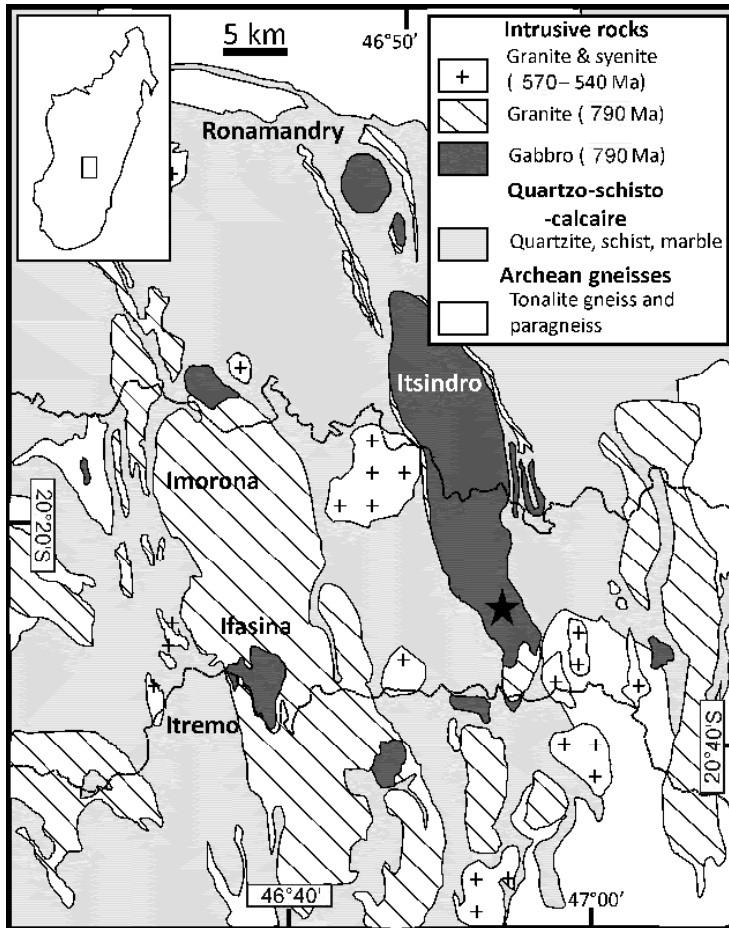 5 km
46°50'
Intrusive rocks
Granite & syenite
( 570– 540 Ma)
Granite ( 790 Ma)
Gabbro ( 790 Ma)
Quartzo-schisto
-calcaire
Quartzite, schist, marble
Archean gneisses
Tonalite gneiss and
paragneiss
Ronamandry
Itsindro
Imorona
20°20'S
Ifasina
Itremo
20°40'S
46°40'
47°00'